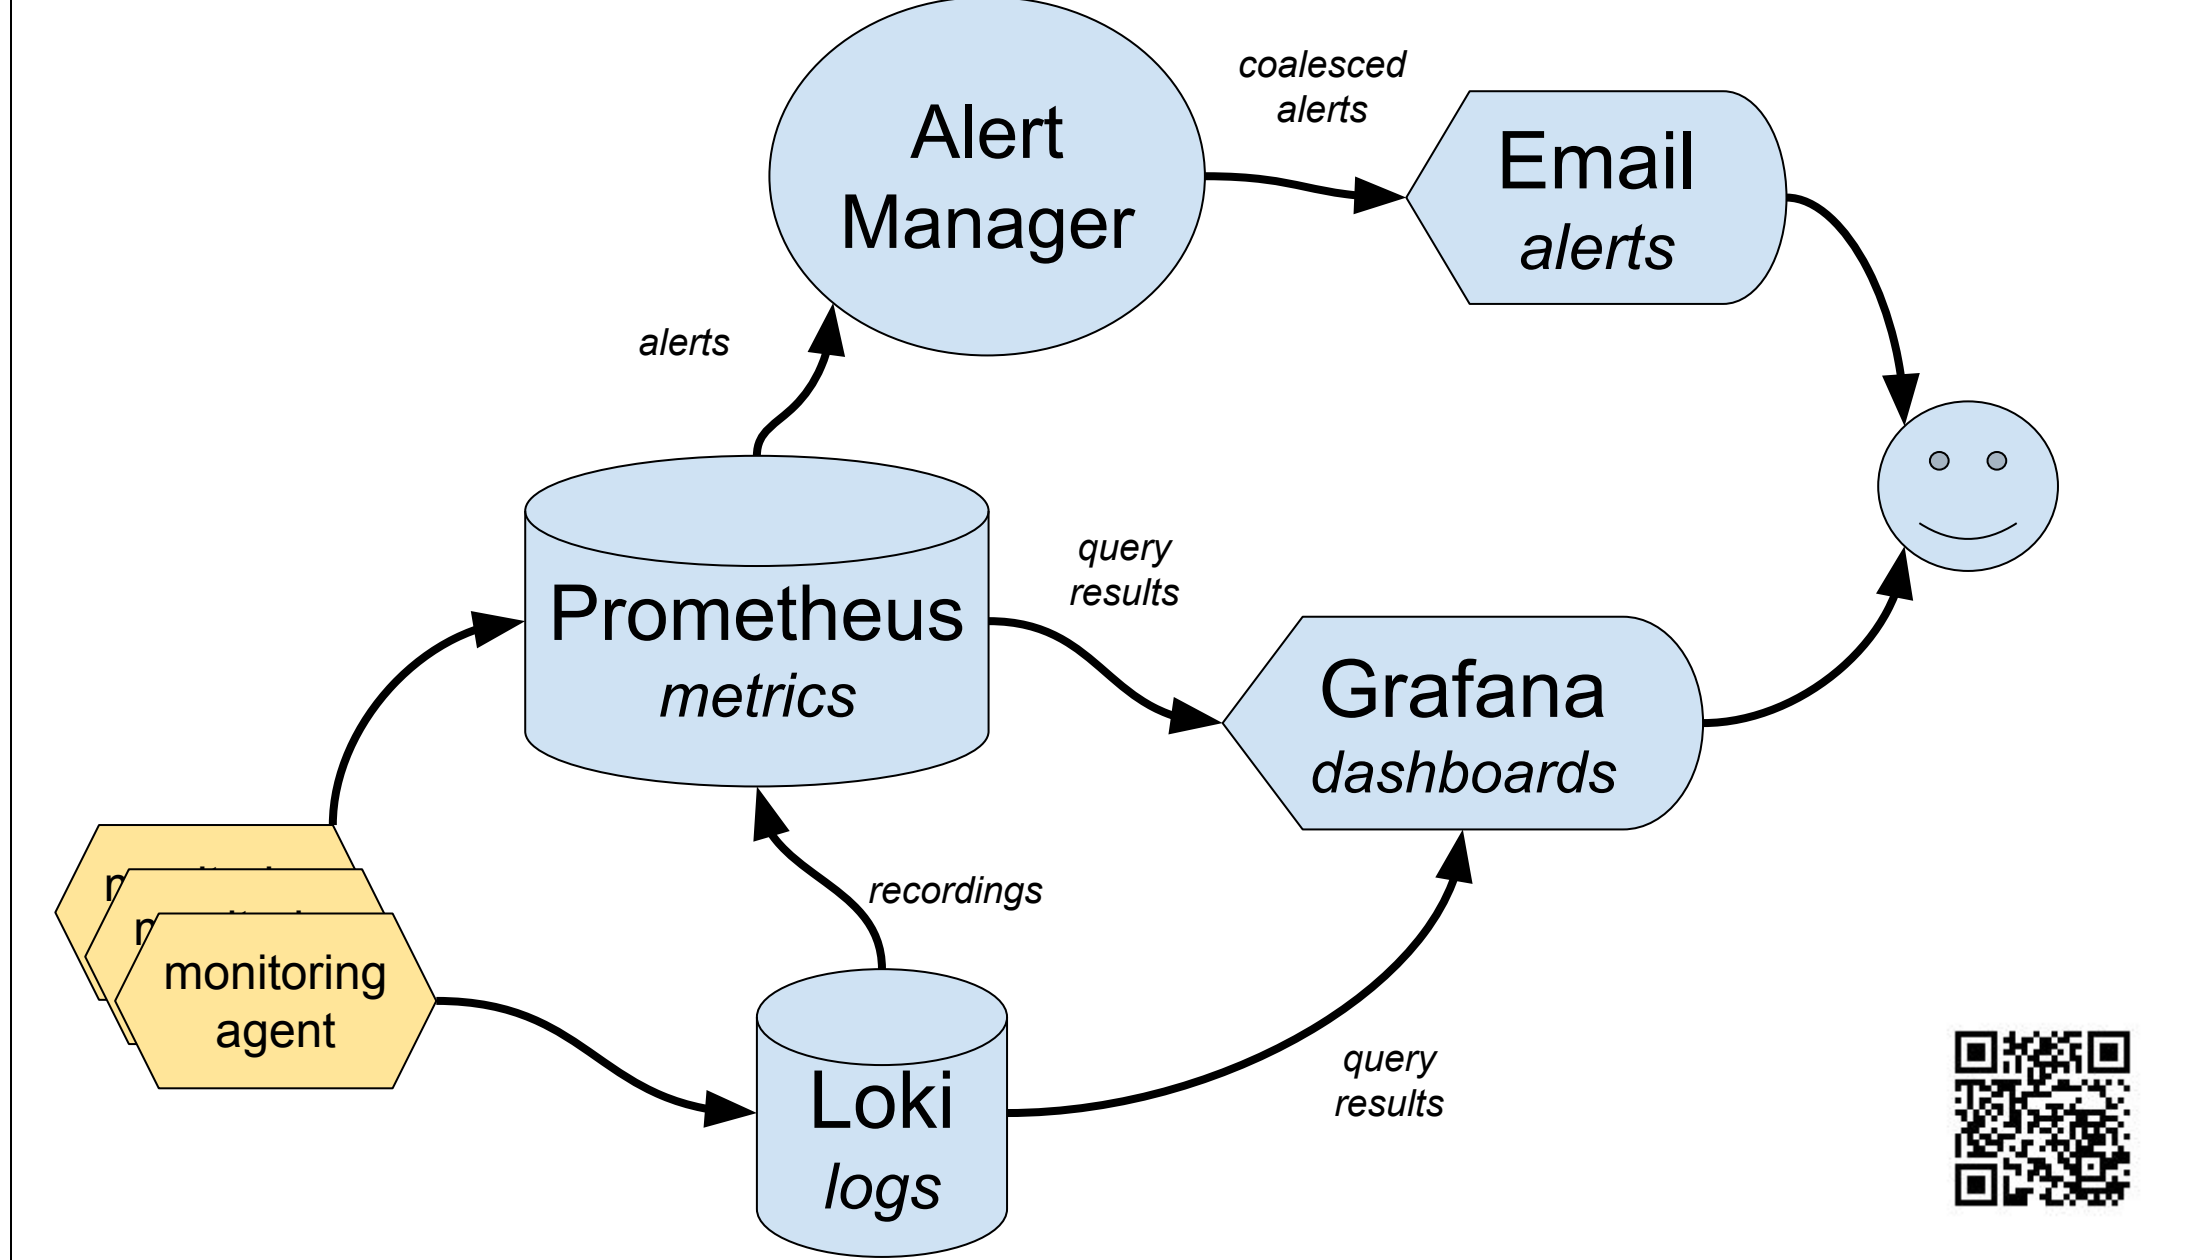 Alert
Manager
coalesced
alerts
Email
alerts
alerts
Prometheus
metrics
query
results
Grafana
dashboards
monitoring
agent
recordings
Loki
logs
query
results